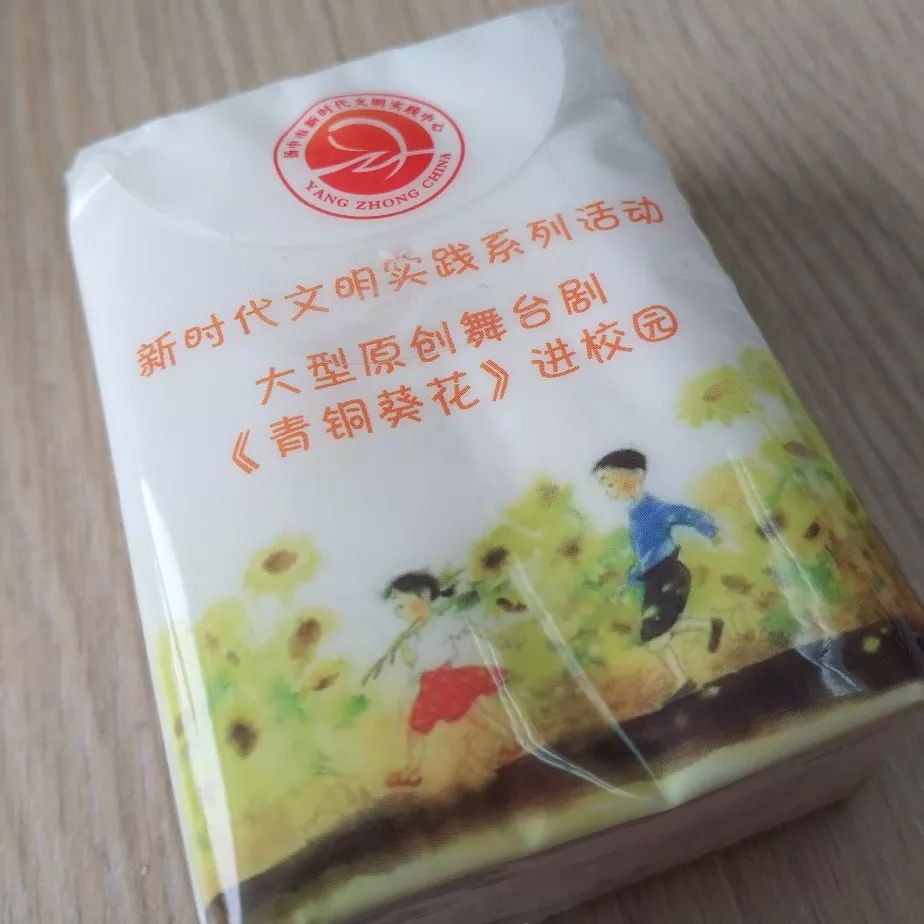 扬中市新时代文明实践中心
YANG ZHONG CHINA
新时代文明实践系列活动
大型原创舞台剧
《青铜葵花》进校园